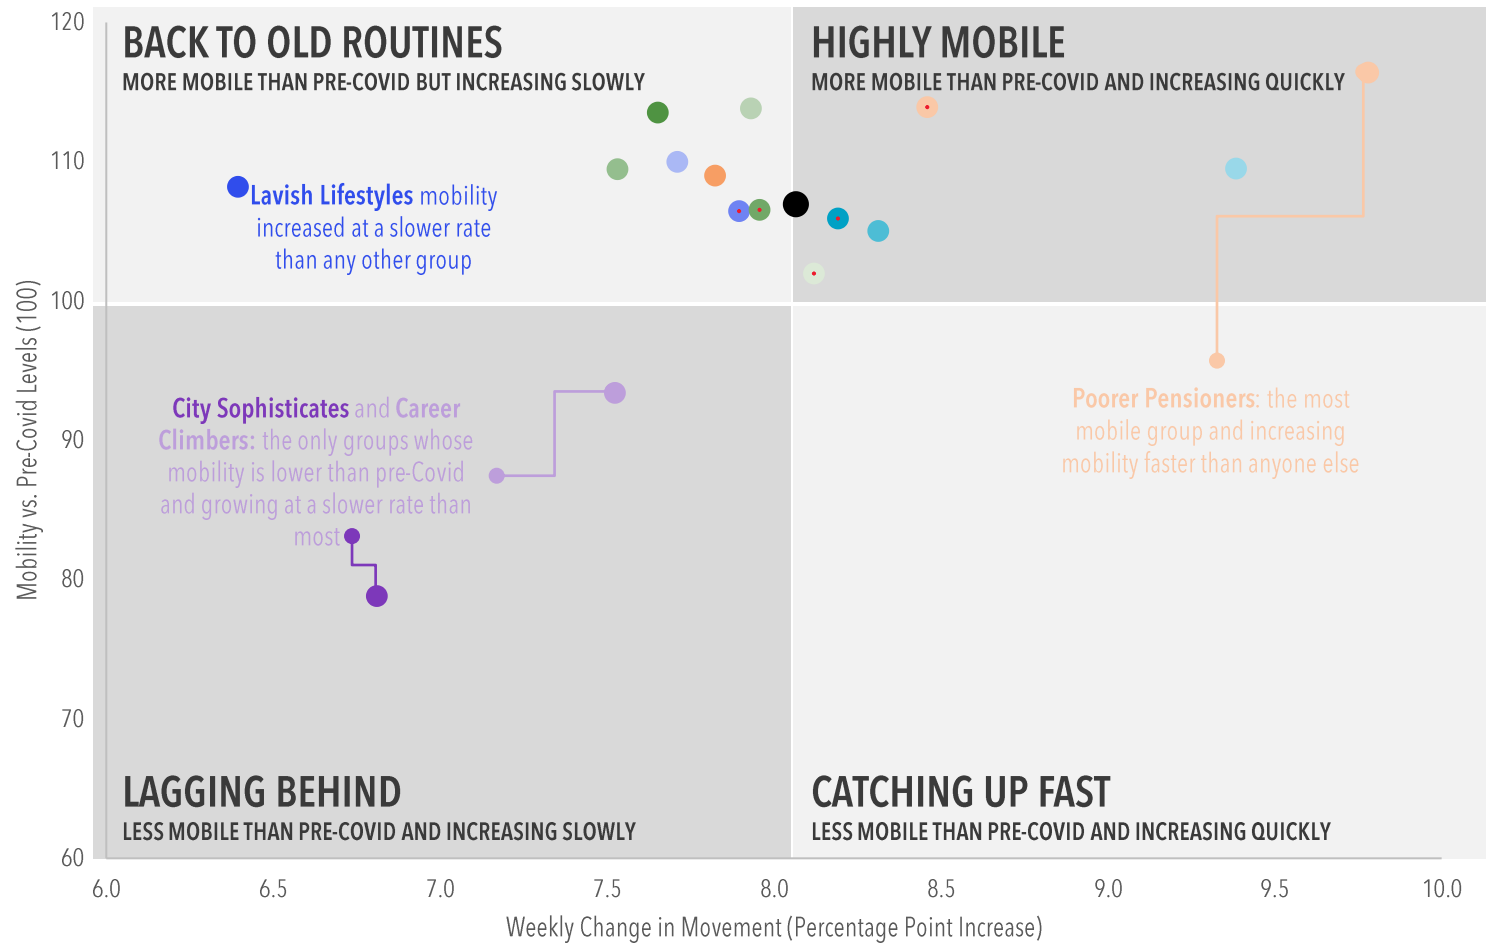 BACK TO OLD ROUTINES
MORE MOBILE THAN PRE-COVID BUT INCREASING SLOWLY
HIGHLY MOBILE
MORE MOBILE THAN PRE-COVID AND INCREASING QUICKLY
Lavish Lifestyles mobility
increased at a slower rate
than any other group
City Sophisticates and Career
Climbers: the only groups whose
mobility is lower than pre-Covid
and growing at a slower rate than
most
Poorer Pensioners: the most
mobile group and increasing
mobility faster than anyone else
LAGGING BEHIND
LESS MOBILE THAN PRE-COVID AND INCREASING SLOWLY
CATCHING UP FAST
LESS MOBILE THAN PRE-COVID AND INCREASING QUICKLY
Mobility vs. Pre-Covid Levels (100)
120
110
100
90
80
70
60
6.0 6.5 7.0 7.5 8.0 8.5 9.0 9.5 10.0
Weekly Change in Movement (Percentage Point Increase)